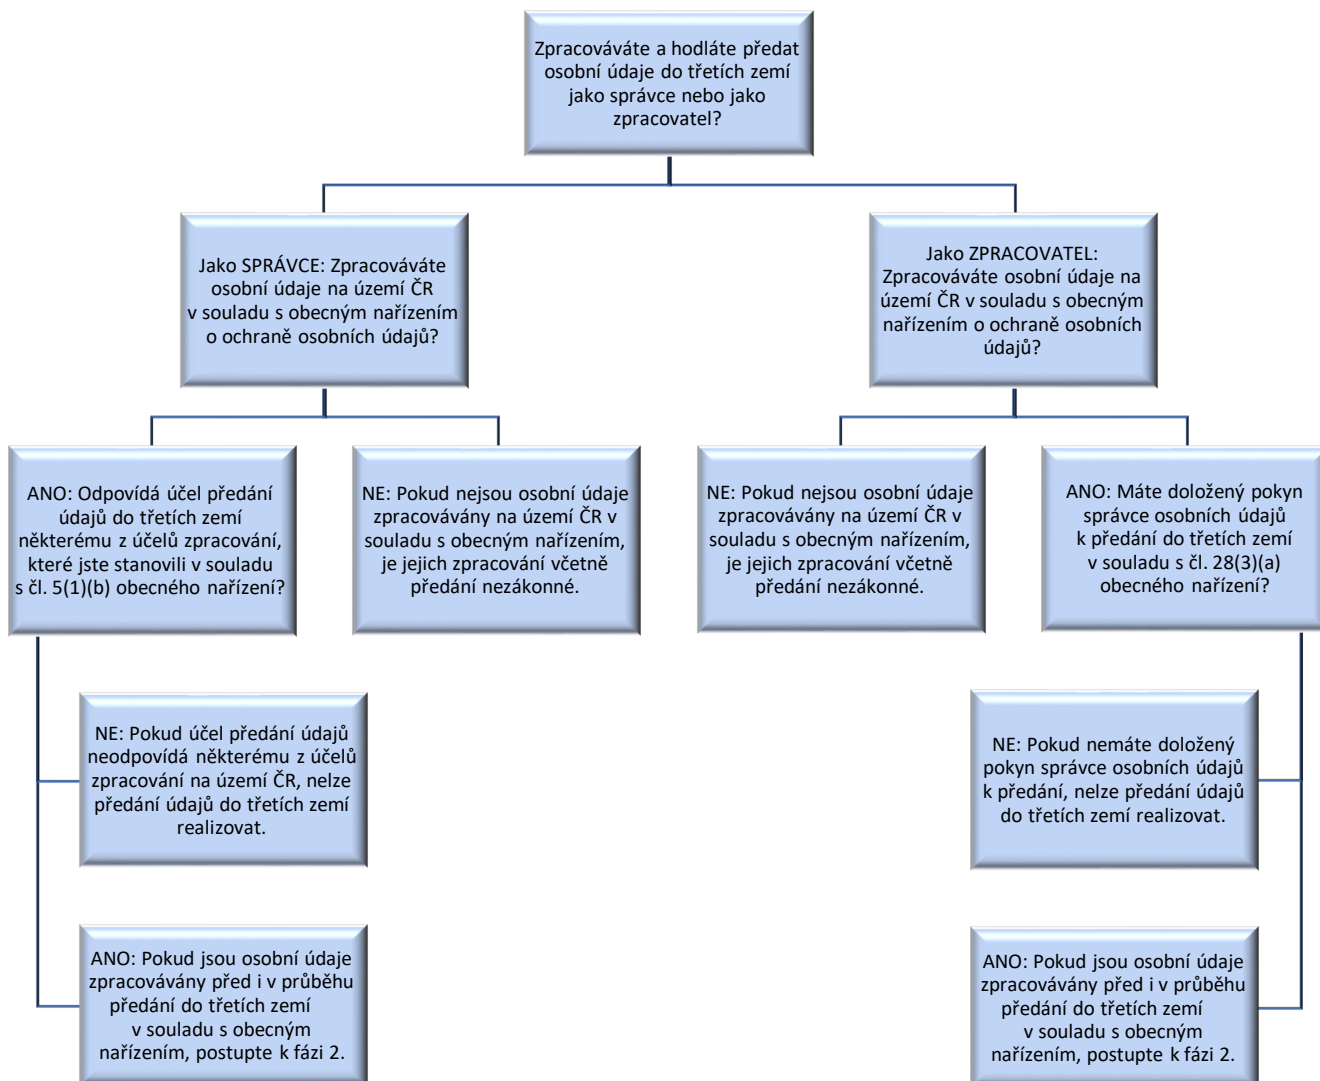 Zpracováváte a hodláte předat
osobní údaje do třetích zemí
jako správce nebo jako
zpracovatel?
Jako SPRÁVCE: Zpracováváte
osobní údaje na území ČR
v souladu s obecným nařízením
o ochraně osobních údajů?
Jako ZPRACOVATEL:
Zpracováváte osobní údaje na
území ČR v souladu s obecným
nařízením o ochraně osobních
údajů?
ANO: Odpovídá účel předání
údajů do třetích zemí
některému z účelů zpracování,
které jste stanovili v souladu
s čl. 5(1)(b) obecného nařízení?
NE: Pokud nejsou osobní údaje
zpracovávány na území ČR v
souladu s obecným nařízením,
je jejich zpracování včetně
předání nezákonné.
NE: Pokud nejsou osobní údaje
zpracovávány na území ČR v
souladu s obecným nařízením,
je jejich zpracování včetně
předání nezákonné.
ANO: Máte doložený pokyn
správce osobních údajů
k předání do třetích zemí
v souladu s čl. 28(3)(a)
obecného nařízení?
NE: Pokud účel předání údajů
neodpovídá některému z účelů
zpracování na území ČR, nelze
předání údajů do třetích zemí
realizovat.
NE: Pokud nemáte doložený
pokyn správce osobních údajů
k předání, nelze předání údajů
do třetích zemí realizovat.
ANO: Pokud jsou osobní údaje
zpracovávány před i v průběhu
předání do třetích zemí
v souladu s obecným
nařízením, postupte k fázi 2.
ANO: Pokud jsou osobní údaje
zpracovávány před i v průběhu
předání do třetích zemí
v souladu s obecným
nařízením, postupte k fázi 2.